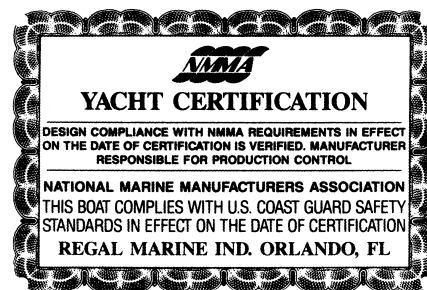 NMMA
YACHT CERTIFICATION
DESIGN COMPLIANCE WITH NMMA REQUIREMENTS IN EFFECT
ON THE DATE OF CERTIFICATION IS VERIFIED. MANUFACTURER
RESPONSIBLE FOR PRODUCTION CONTROL
NATIONAL MARINE MANUFACTURERS ASSOCIATION
THIS BOAT COMPLIES WITH U.S. COAST GUARD SAFETY
STANDARDS IN EFFECT ON THE DATE OF CERTIFICATION
REGAL MARINE IND. ORLANDO, FL